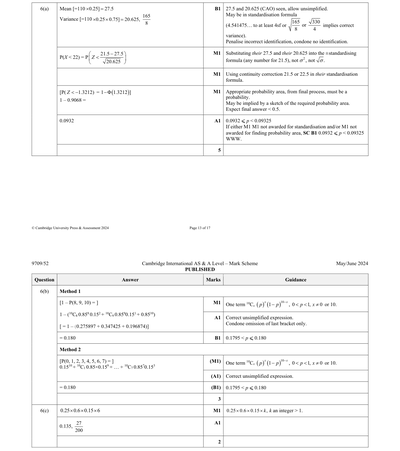 6(a)
Mean [=110 ×0.25] = 27.5
Variance [=110 ×0.25 ×0.75] = 20.625, 165/8
B1
27.5 and 20.625 (CAO) seen, allow unsimplified.
May be in standardisation formula
(4.541475… to at least 4sf or √165/8 or √330/4 implies correct
variance).
Penalise incorrect identification, condone no identification.
P(X < 22) = P(Z < (21.5 − 27.5)/√20.625)
M1
Substituting their 27.5 and their 20.625 into the ±standardising
formula (any number for 21.5), not σ², not √σ.
M1
Using continuity correction 21.5 or 22.5 in their standardisation
formula.
[P(Z < −1.3212) = 1 − Φ(1.3212)]
1 − 0.9068 =
M1
Appropriate probability area, from final process, must be a
probability.
May be implied by a sketch of the required probability area.
Expect final answer < 0.5.
0.0932
A1
0.0932 ⩽ p < 0.09325
If either M1 M1 not awarded for standardisation and/or M1 not
awarded for finding probability area, SC B1 0.0932 ⩽ p < 0.09325
WWW.
5
© Cambridge University Press & Assessment 2024
Page 15 of 17
9709/52
Cambridge International AS & A Level – Mark Scheme
May/June 2024
PUBLISHED
Question
Answer
Marks
Guidance
6(b)
Method 1
[1 − P(8, 9, 10) = ]
M1
One term ¹⁰Cₓ (p)ˣ (1−p)¹⁰⁻ˣ, 0 < p < 1, x ≠ 0 or 10.
1 − (¹⁰C₈ 0.85⁸ 0.15² + ¹⁰C₉ 0.85⁹ 0.15¹ + 0.85¹⁰)
[ = 1 − (0.275897 + 0.347425 + 0.196874)]
A1
Correct unsimplified expression.
Condone omission of last bracket only.
= 0.180
B1
0.1795 < p ⩽ 0.180
Method 2
[P(0, 1, 2, 3, 4, 5, 6, 7) = ]
0.15¹⁰ + ¹⁰C₁ 0.85×0.15⁹ + … + ¹⁰C₇ 0.85⁷ 0.15³
(M1)
One term ¹⁰Cₓ (p)ˣ (1−p)¹⁰⁻ˣ, 0 < p < 1, x ≠ 0 or 10.
(A1)
Correct unsimplified expression.
= 0.180
(B1)
0.1795 < p ⩽ 0.180
3
6(c)
0.25×0.6×0.15×6
M1
0.25×0.6×0.15×k, k an integer > 1.
0.135, 27/200
A1
2